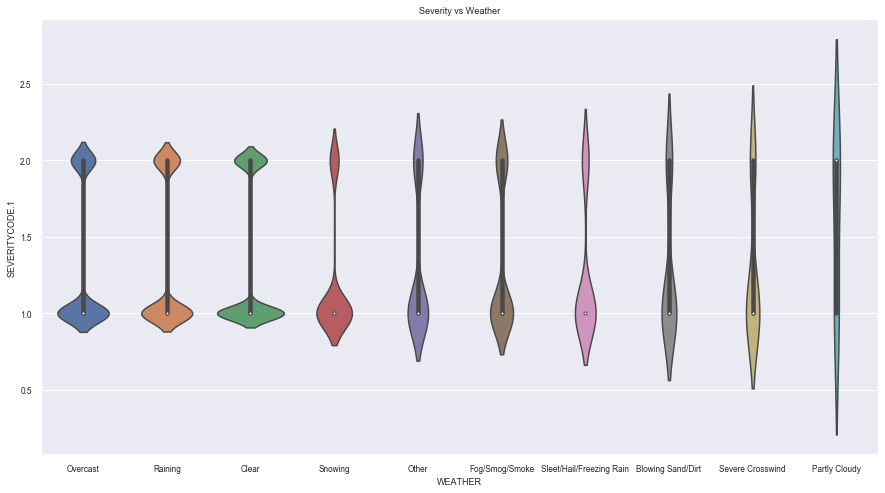 Severity vs Weather
SEVERITYCODE.1
2.5
2.0
1.5
1.0
0.5
Overcast Raining Clear Snowing Other Fog/Smog/Smoke Sleet/Hail/Freezing Rain Blowing Sand/Dirt Severe Crosswind Partly Cloudy
WEATHER